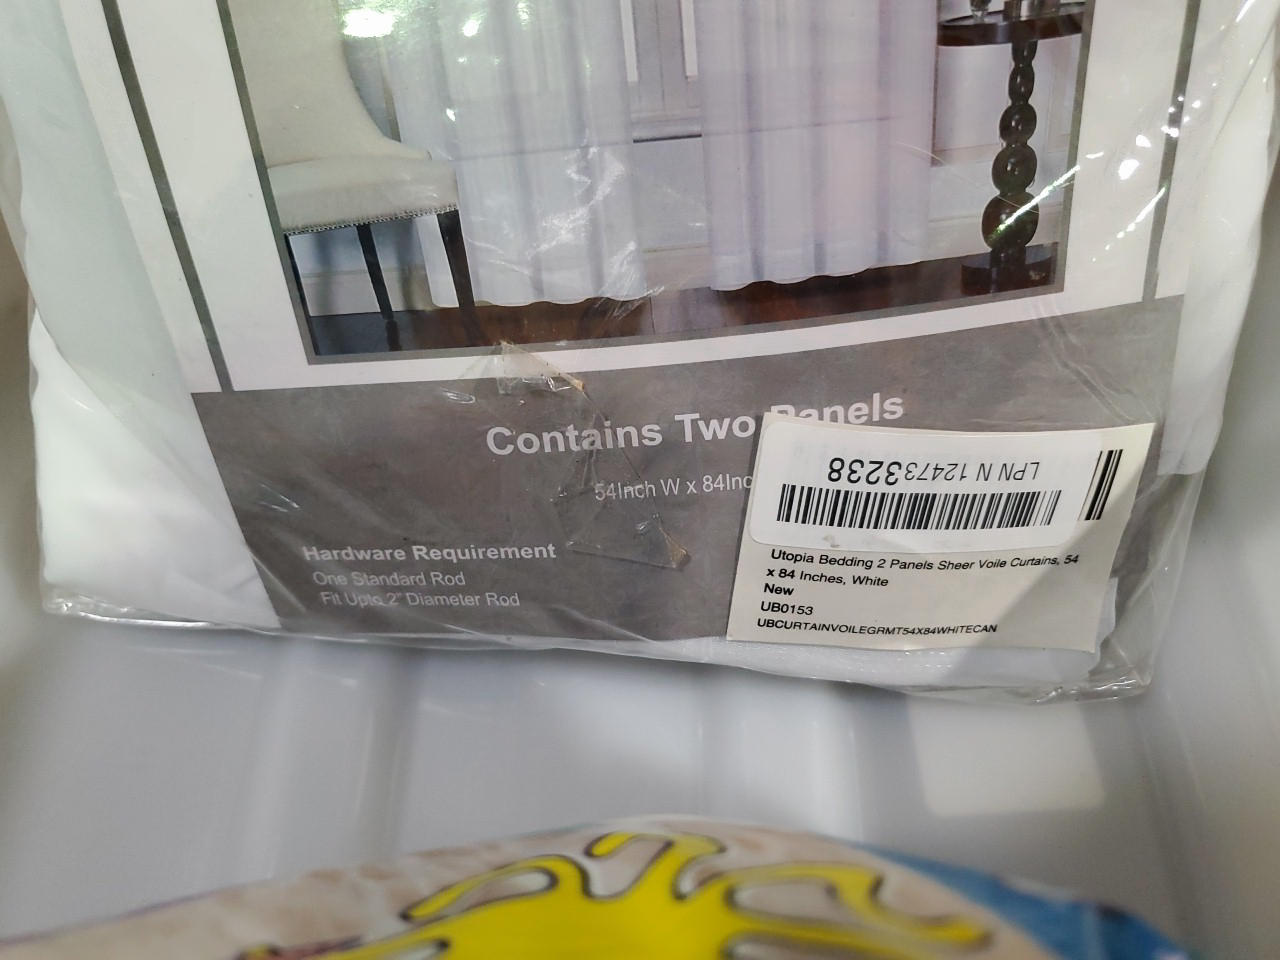 Contains Two Panels
54Inch W x 84Inc
Hardware Requirement
One Standard Rod
Fit Upto 2" Diameter Rod
LPN N 124733238
Utopia Bedding 2 Panels Sheer Voile Curtains, 54
x 84 Inches, White
New
UB0153
UBCURTAINVOILEGRMT54X84WHITECAN